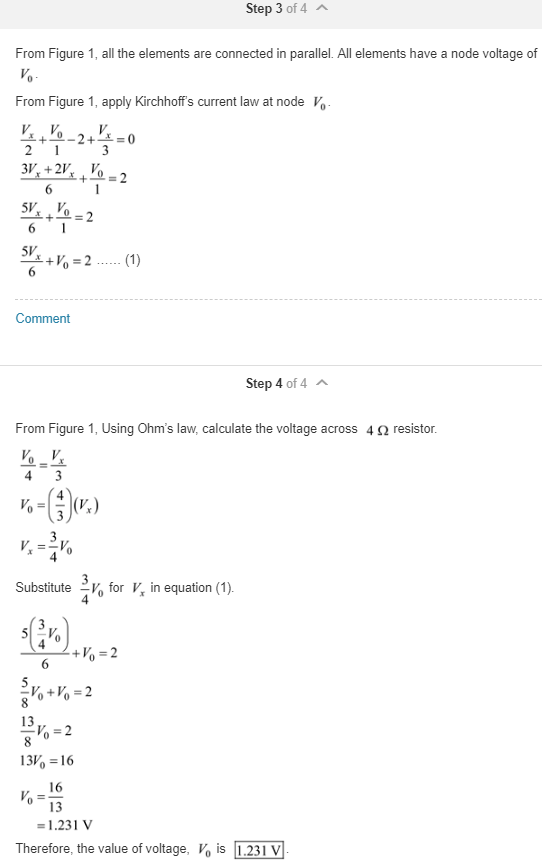 Step 3 of 4
From Figure 1, all the elements are connected in parallel. All elements have a node voltage of
V₀.
From Figure 1, apply Kirchhoff's current law at node V₀.
Vₓ/2 + V₀/1 − 2 + Vₓ/3 = 0
(3Vₓ + 2Vₓ)/6 + V₀/1 = 2
5Vₓ/6 + V₀/1 = 2
5Vₓ/6 + V₀ = 2 ...... (1)
Comment
Step 4 of 4
From Figure 1, Using Ohm's law, calculate the voltage across 4 Ω resistor.
V₀/4 = Vₓ/3
V₀ = (4/3)(Vₓ)
Vₓ = 3/4 V₀
Substitute 3/4 V₀ for Vₓ in equation (1).
5(3/4 V₀)/6 + V₀ = 2
5/8 V₀ + V₀ = 2
13/8 V₀ = 2
13V₀ = 16
V₀ = 16/13
= 1.231 V
Therefore, the value of voltage, V₀ is 1.231 V.